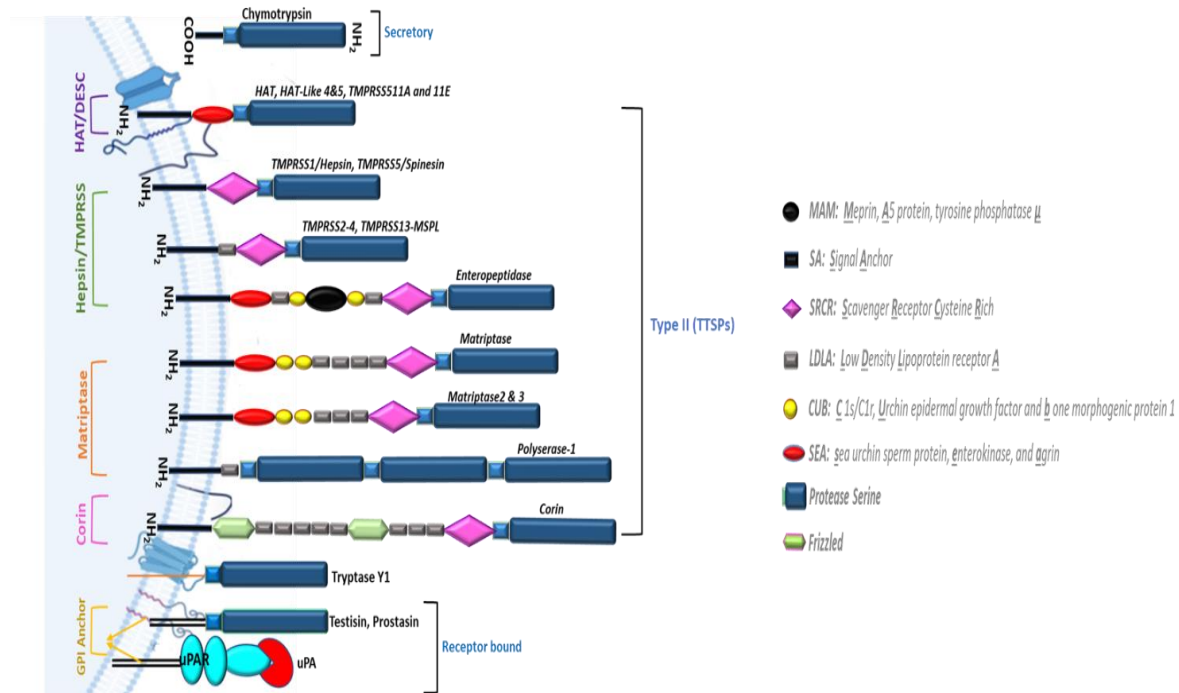 Chymotrypsin
COOH
NH2
Secretory
HAT, HAT-Like 4&5, TMPRSS511A and 11E
HAT/DESC
NH2
TMPRSS1/Hepsin, TMPRSS5/Spinesin
NH2
Hepsin/TMPRSS
TMPRSS2-4, TMPRSS13-MSPL
NH2
Enteropeptidase
NH2
Type II (TTSPs)
Matriptase
Matriptase
NH2
Matriptase2 & 3
NH2
Polyserase-1
NH2
Corin
Corin
NH2
Tryptase Y1
GPI Anchor
Testisin, Prostasin
Receptor bound
uPAR
uPA
MAM: Meprin, A5 protein, tyrosine phosphatase μ
SA: Signal Anchor
SRCR: Scavenger Receptor Cysteine Rich
LDLA: Low Density Lipoprotein receptor A
CUB: C 1s/C1r, Urchin epidermal growth factor and b one morphogenic protein 1
SEA: sea urchin sperm protein, enterokinase, and agrin
Protease Serine
Frizzled